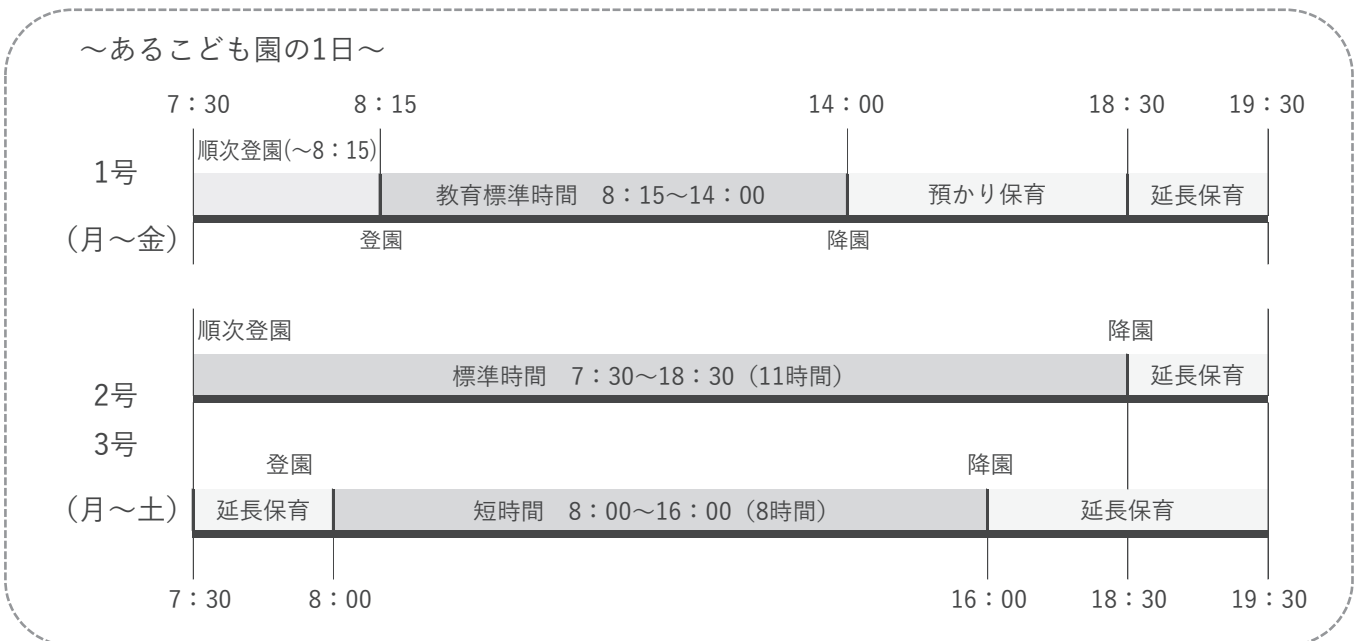 ～あるこども園の1日～
7：30 8：15 14：00 18：30 19：30
順次登園(～8：15)
1号
教育標準時間 8：15～14：00 預かり保育 延長保育
（月～金）
登園 降園
順次登園 降園
標準時間 7：30～18：30（11時間） 延長保育
2号
3号
登園 降園
（月～土）
延長保育 短時間 8：00～16：00（8時間） 延長保育
7：30 8：00 16：00 18：30 19：30